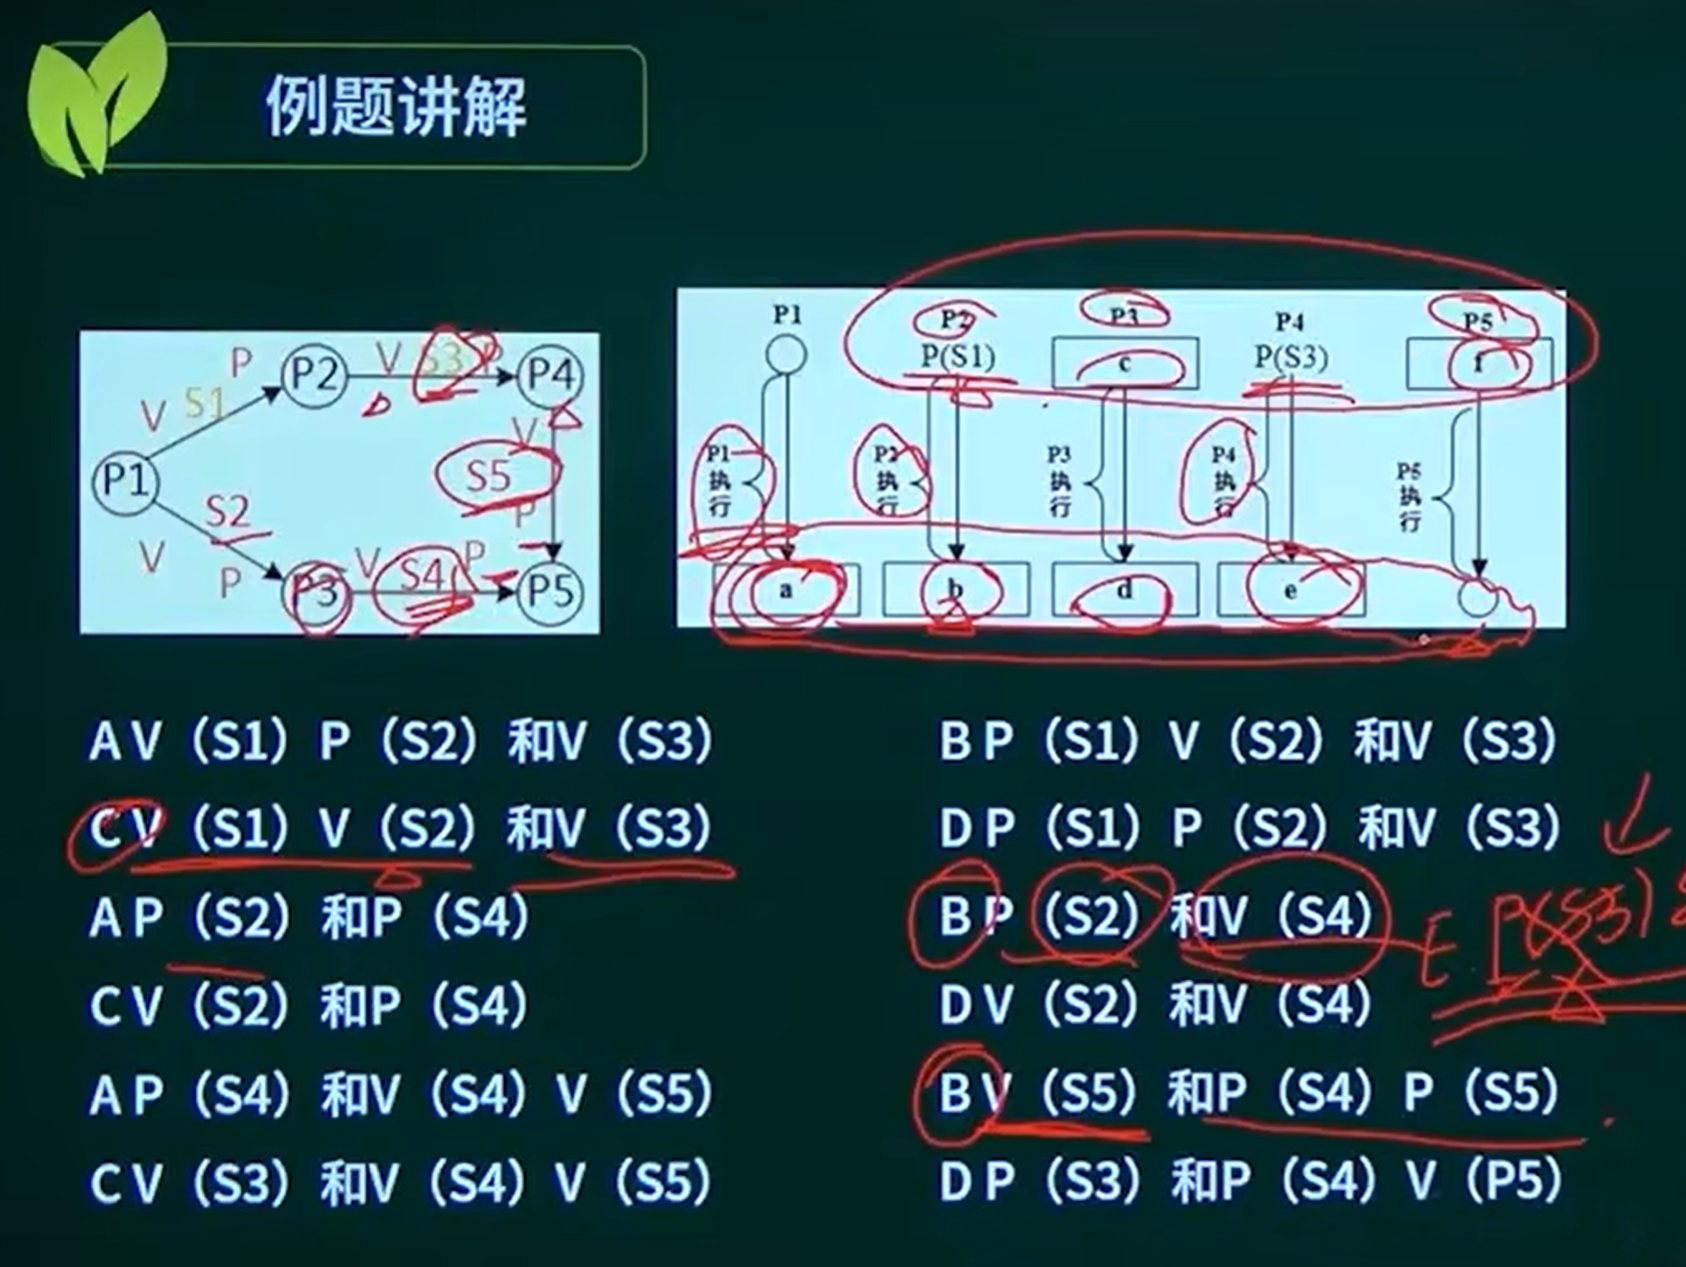 例题讲解
P V S3 P
P2 P4
V S1 V
P1 S5
S2 P
V P V S4 P
P3 P5
P1 P2 P3 P4 P5
P(S1) c P(S3) f
P1执行 P2执行 P3执行 P4执行 P5执行
a b d e
A V（S1）P（S2）和V（S3） B P（S1）V（S2）和V（S3）
C V（S1）V（S2）和V（S3） D P（S1）P（S2）和V（S3）
A P（S2）和P（S4） B P（S2）和V（S4） E P(S3)
C V（S2）和P（S4） D V（S2）和V（S4）
A P（S4）和V（S4）V（S5） B V（S5）和P（S4）P（S5）
C V（S3）和V（S4）V（S5） D P（S3）和P（S4）V（P5）